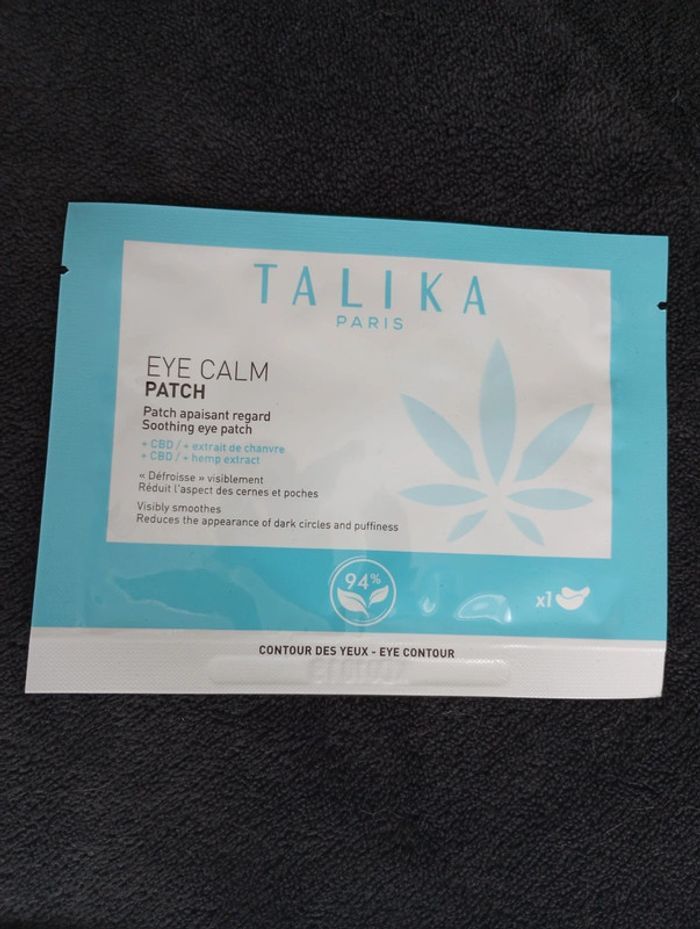 TALIKA
PARIS
EYE CALM
PATCH
Patch apaisant regard
Soothing eye patch
+ CBD / + extrait de chanvre
+ CBD / + hemp extract
« Défroisse » visiblement
Réduit l'aspect des cernes et poches
Visibly smoothes
Reduces the appearance of dark circles and puffiness
94%
x1
CONTOUR DES YEUX - EYE CONTOUR